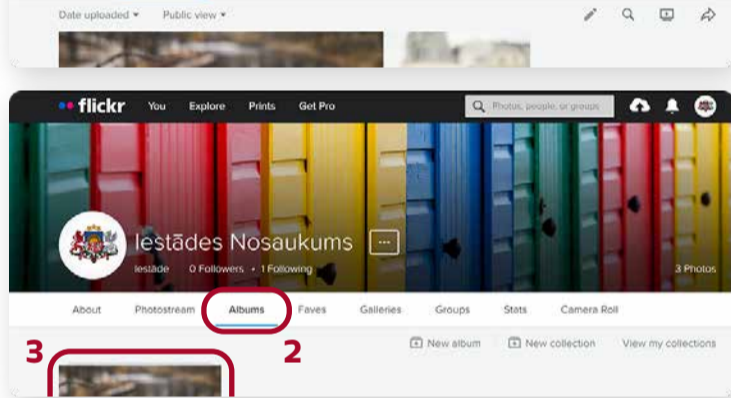 Date uploaded Public view
flickr You Explore Prints Get Pro Photos, people, or groups
Iestādes Nosaukums
Iestāde 0 Followers • 1 Following 3 Photos
About Photostream Albums Faves Galleries Groups Stats Camera Roll
3 2
New album New collection View my collections